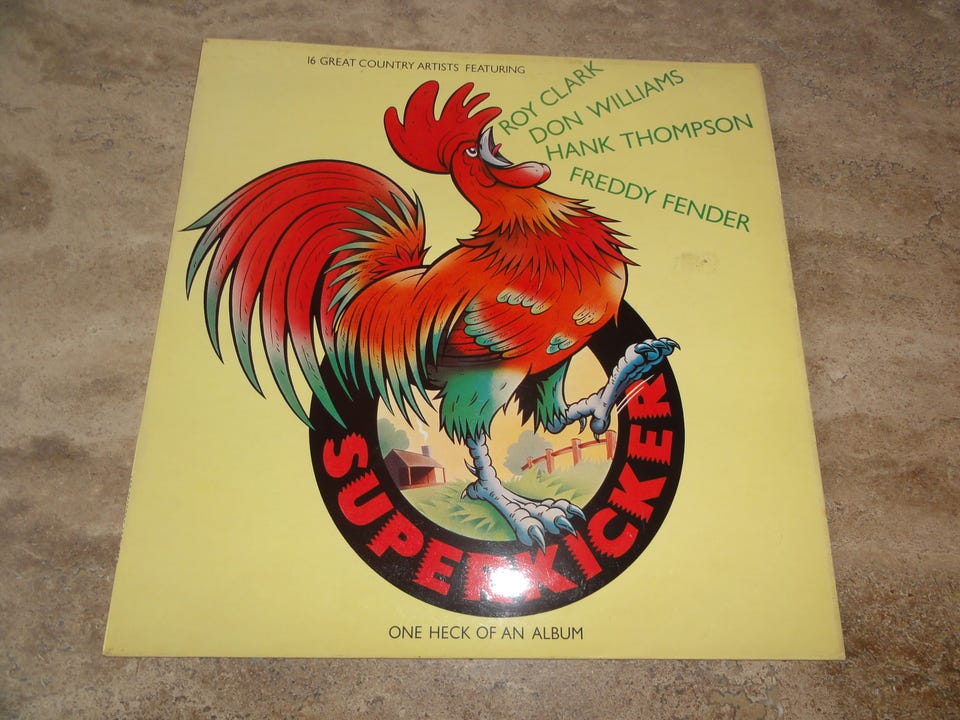 16 GREAT COUNTRY ARTISTS FEATURING
ROY CLARK
DON WILLIAMS
HANK THOMPSON
FREDDY FENDER
SUPERKICKER
ONE HECK OF AN ALBUM